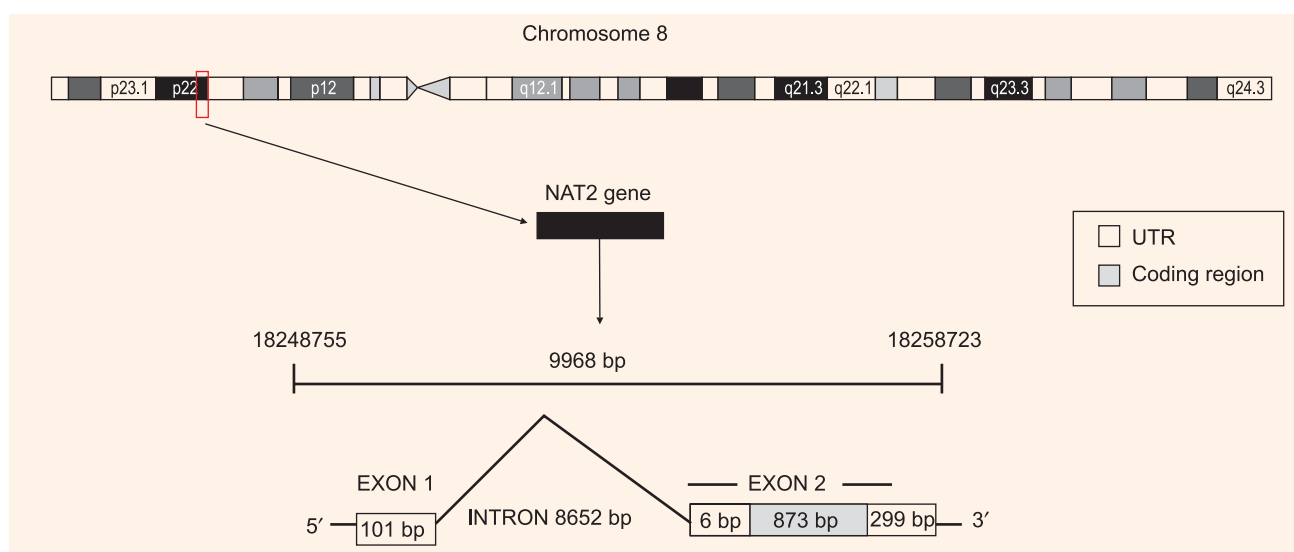 Chromosome 8
p23.1 p22 p12 q12.1 q21.3 q22.1 q23.3 q24.3
NAT2 gene
UTR
Coding region
18248755 18258723
9968 bp
EXON 1 EXON 2
INTRON 8652 bp
5′ 101 bp 6 bp 873 bp 299 bp 3′